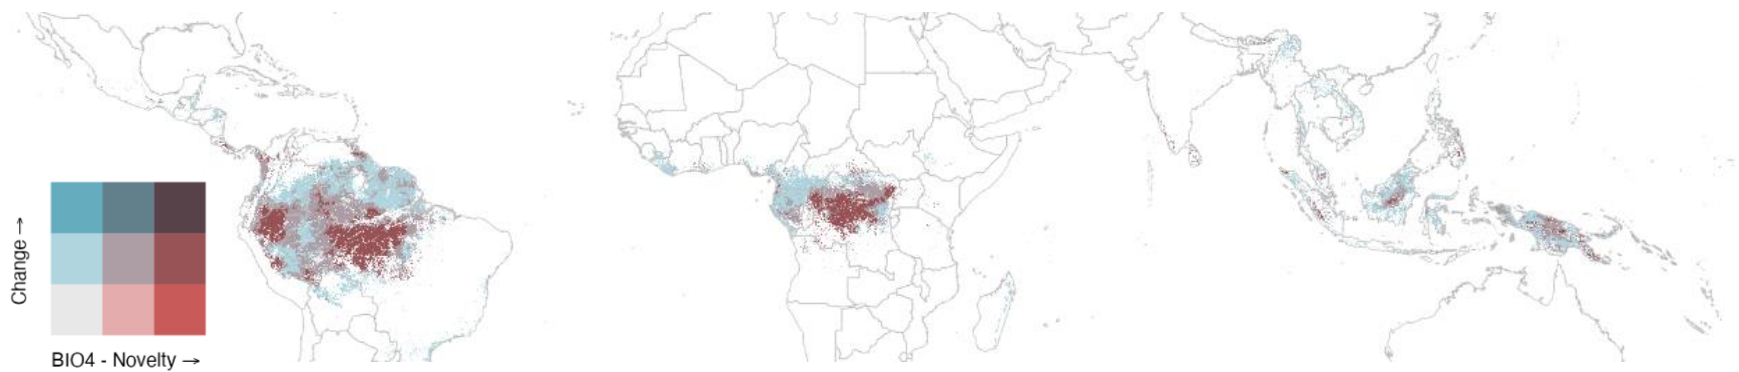 Change →
BIO4 - Novelty →